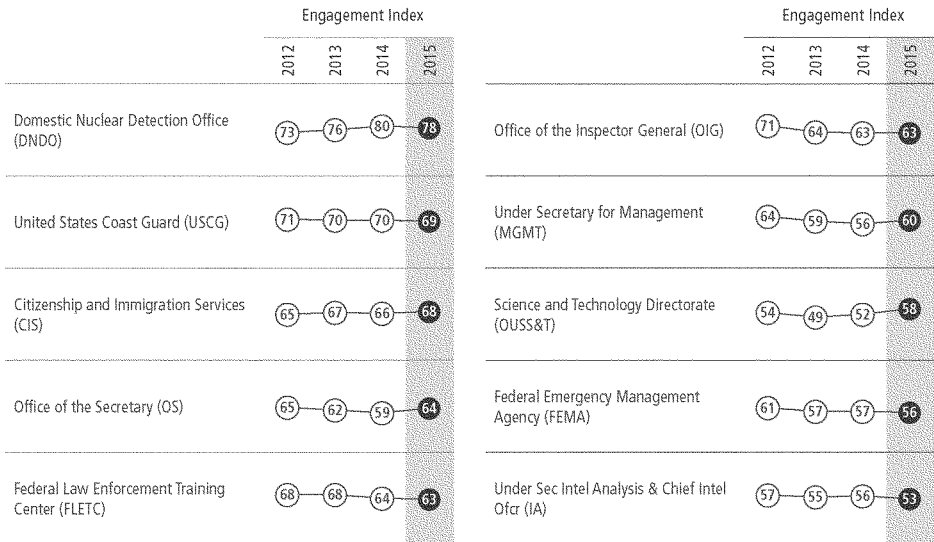 Engagement Index
2012 2013 2014 2015
Domestic Nuclear Detection Office
(DNDO)
73 76 80 78
United States Coast Guard (USCG)
71 70 70 69
Citizenship and Immigration Services
(CIS)
65 67 66 68
Office of the Secretary (OS)
65 62 59 64
Federal Law Enforcement Training
Center (FLETC)
68 68 64 63
Engagement Index
2012 2013 2014 2015
Office of the Inspector General (OIG)
71 64 63 63
Under Secretary for Management
(MGMT)
64 59 56 60
Science and Technology Directorate
(OUSS&T)
54 49 52 58
Federal Emergency Management
Agency (FEMA)
61 57 57 56
Under Sec Intel Analysis & Chief Intel
Ofcr (IA)
57 55 56 53